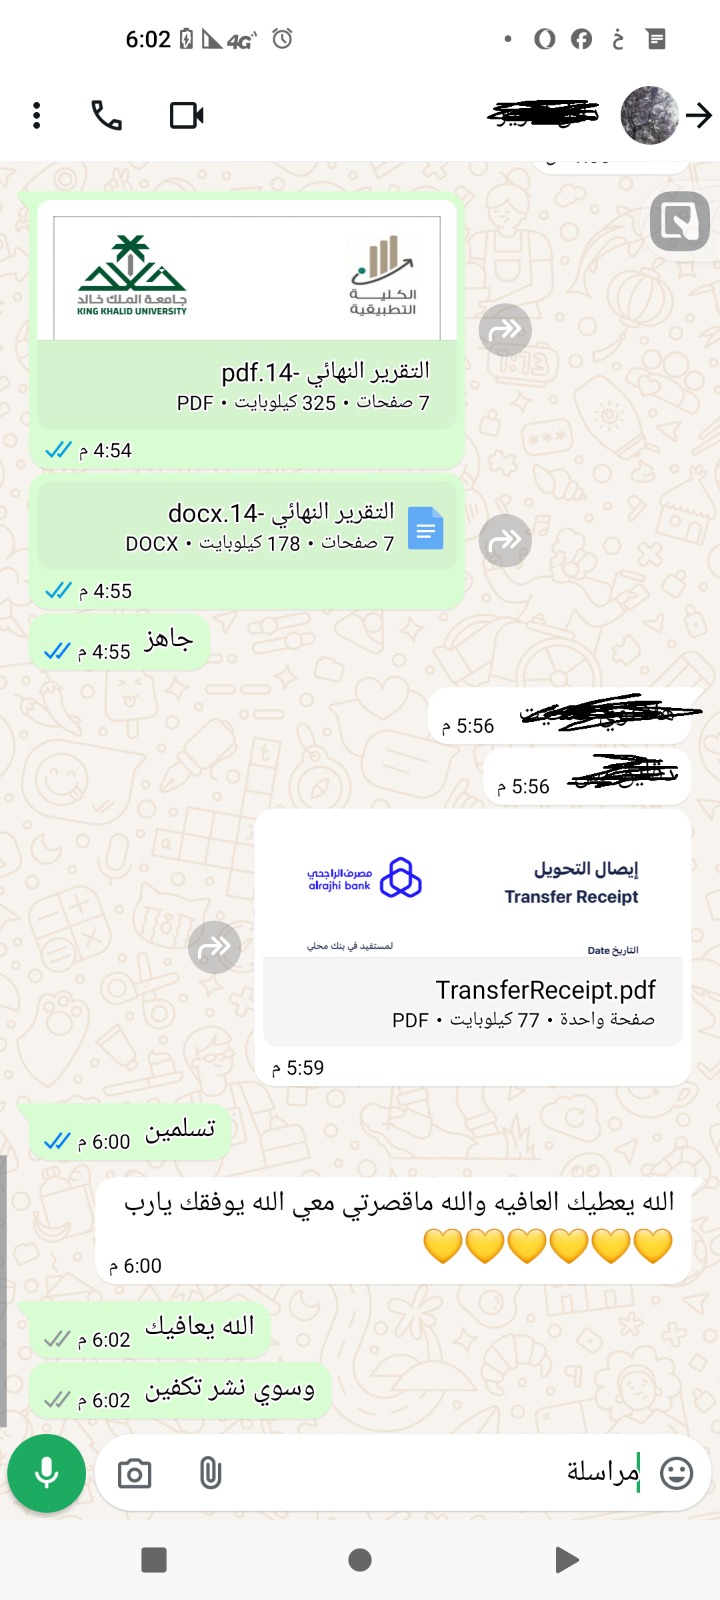 6:02
4G
خ
جامعة الملك خالد
KING KHALID UNIVERSITY
الكلية
التطبيقية
التقرير النهائي -14.pdf
7 صفحات • 325 كيلوبايت • PDF
4:54 م
التقرير النهائي -14.docx
7 صفحات • 178 كيلوبايت • DOCX
4:55 م
جاهز
4:55 م
5:56 م
5:56 م
مصرف الراجحي
alrajhi bank
إيصال التحويل
Transfer Receipt
لمستفيد في بنك محلي
التاريخ Date
TransferReceipt.pdf
صفحة واحدة • 77 كيلوبايت • PDF
5:59 م
تسلمين
6:00 م
الله يعطيك العافيه والله ماقصرتي معي الله يوفقك يارب
💛💛💛💛💛💛
6:00 م
الله يعافيك
6:02 م
وسوي نشر تكفين
6:02 م
مراسلة